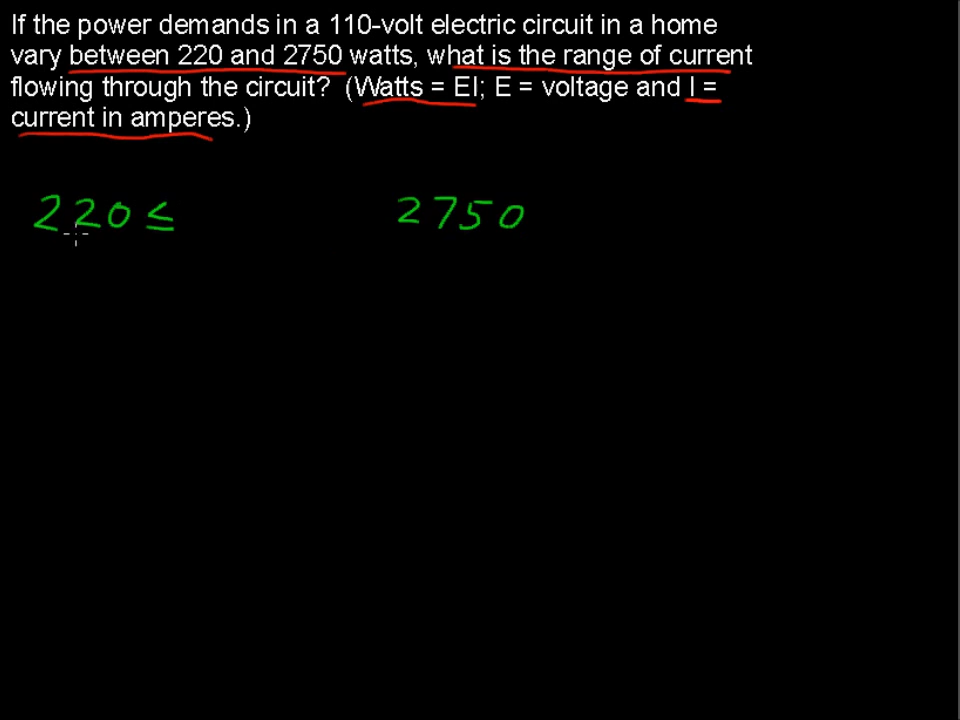 If the power demands in a 110-volt electric circuit in a home
vary between 220 and 2750 watts, what is the range of current
flowing through the circuit? (Watts = EI; E = voltage and I =
current in amperes.)
220 ≤ 2750